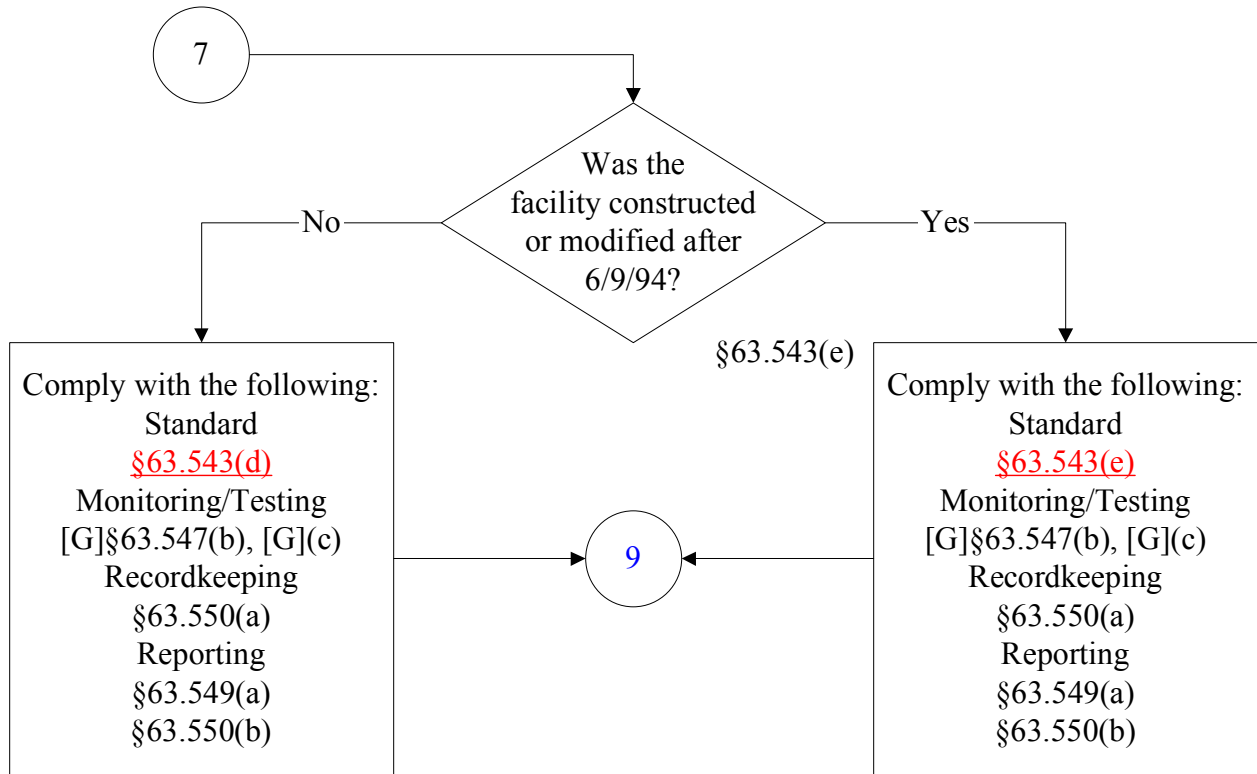 7
Was the
facility constructed
or modified after
6/9/94?
No
Yes
§63.543(e)
Comply with the following:
Standard
§63.543(d)
Monitoring/Testing
[G]§63.547(b), [G](c)
Recordkeeping
§63.550(a)
Reporting
§63.549(a)
§63.550(b)
9
Comply with the following:
Standard
§63.543(e)
Monitoring/Testing
[G]§63.547(b), [G](c)
Recordkeeping
§63.550(a)
Reporting
§63.549(a)
§63.550(b)